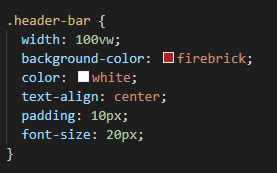 .header-bar {
  width: 100vw;
  background-color: firebrick;
  color: white;
  text-align: center;
  padding: 10px;
  font-size: 20px;
}